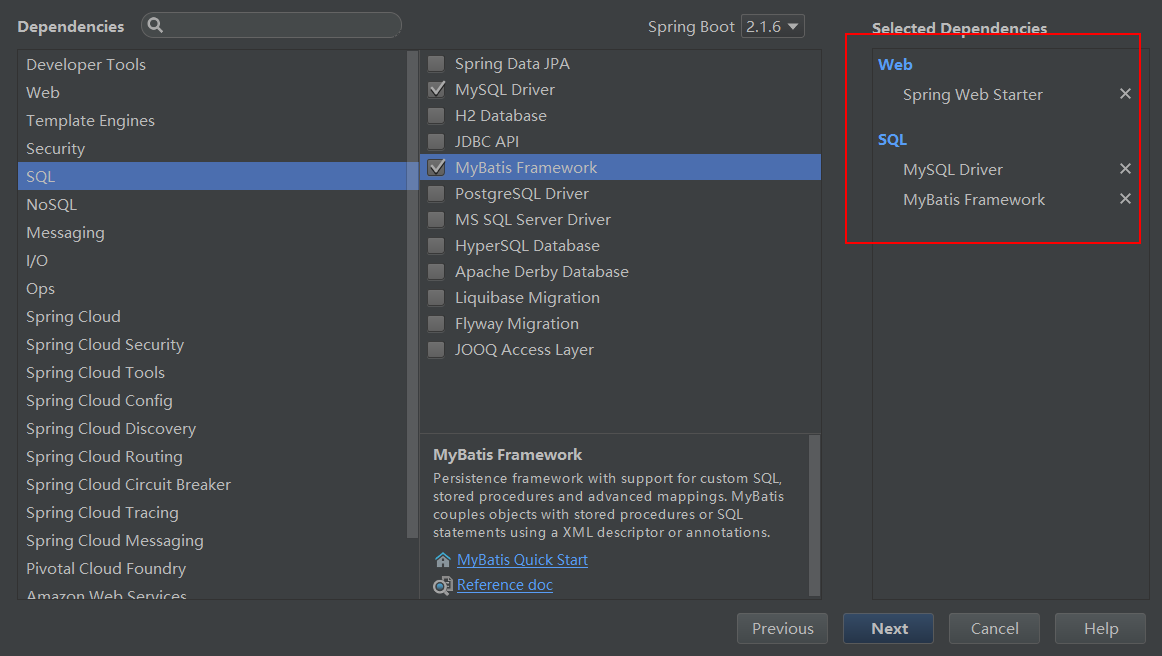 Dependencies
Spring Boot 2.1.6
Developer Tools
Web
Template Engines
Security
SQL
NoSQL
Messaging
I/O
Ops
Spring Cloud
Spring Cloud Security
Spring Cloud Tools
Spring Cloud Config
Spring Cloud Discovery
Spring Cloud Routing
Spring Cloud Circuit Breaker
Spring Cloud Tracing
Spring Cloud Messaging
Pivotal Cloud Foundry
Amazon Web Services
Spring Data JPA
MySQL Driver
H2 Database
JDBC API
MyBatis Framework
PostgreSQL Driver
MS SQL Server Driver
HyperSQL Database
Apache Derby Database
Liquibase Migration
Flyway Migration
JOOQ Access Layer
MyBatis Framework
Persistence framework with support for custom SQL,
stored procedures and advanced mappings. MyBatis
couples objects with stored procedures or SQL
statements using a XML descriptor or annotations.
MyBatis Quick Start
Reference doc
Selected Dependencies
Web
Spring Web Starter
SQL
MySQL Driver
MyBatis Framework
Previous
Next
Cancel
Help